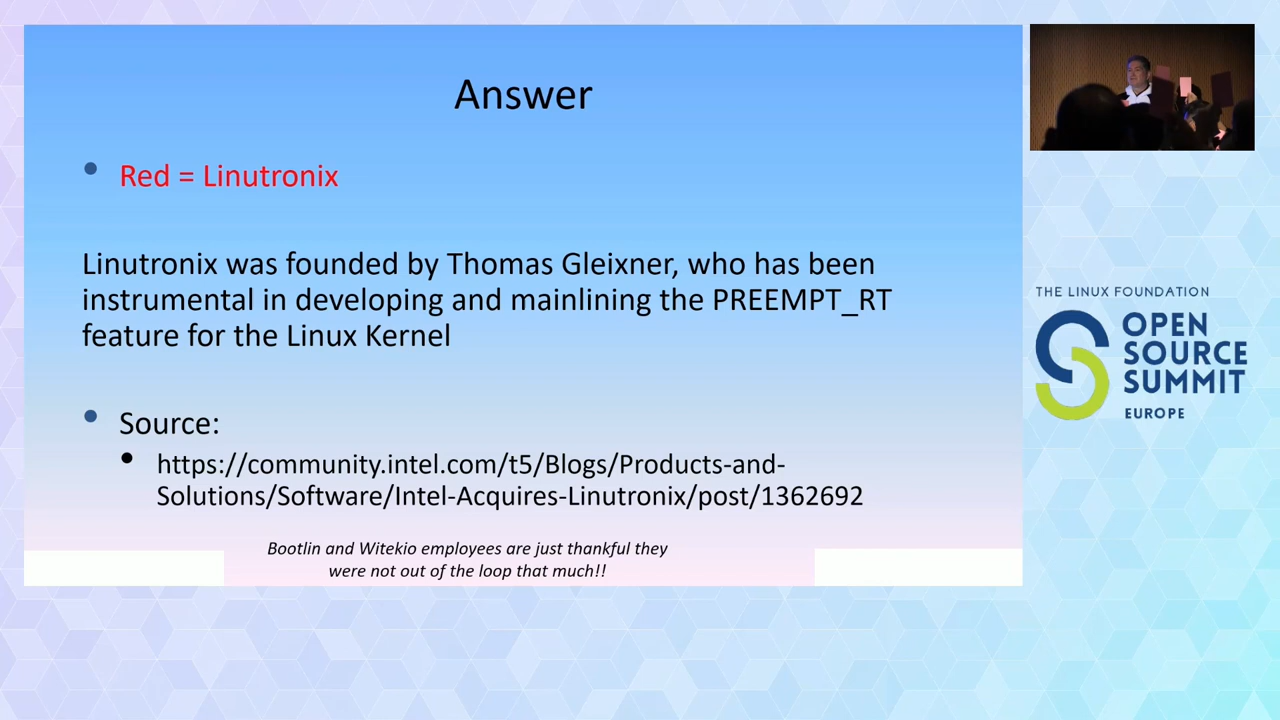 Answer
• Red = Linutronix
Linutronix was founded by Thomas Gleixner, who has been
instrumental in developing and mainlining the PREEMPT_RT
feature for the Linux Kernel
• Source:
• https://community.intel.com/t5/Blogs/Products-and-
Solutions/Software/Intel-Acquires-Linutronix/post/1362692
Bootlin and Witekio employees are just thankful they
were not out of the loop that much!!
THE LINUX FOUNDATION
OPEN
SOURCE
SUMMIT
EUROPE